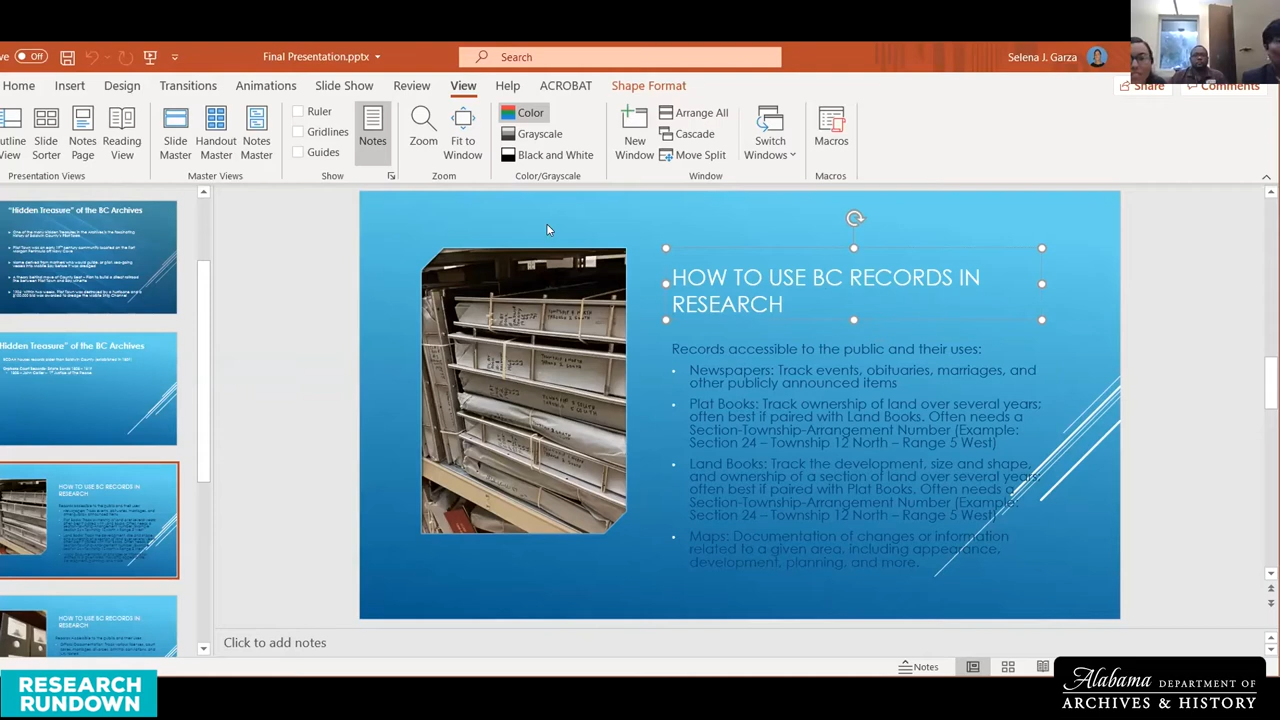 Off
Final Presentation.pptx
Search
Selena J. Garza
Home Insert Design Transitions Animations Slide Show Review View Help ACROBAT Shape Format
Share Comments
Slide Sorter
Notes Page
Reading View
Presentation Views
Slide Master
Handout Master
Notes Master
Master Views
Ruler
Gridlines
Guides
Show
Notes
Zoom
Fit to Window
Zoom
Color
Grayscale
Black and White
Color/Grayscale
New Window
Arrange All
Cascade
Move Split
Switch Windows
Window
Macros
Macros
"Hidden Treasure" of the BC Archives
Hidden Treasure" of the BC Archives
HOW TO USE BC RECORDS IN
RESEARCH
HOW TO USE BC RECORDS IN
RESEARCH
HOW TO USE BC RECORDS IN
RESEARCH
Records accessible to the public and their uses:
• Newspapers: Track events, obituaries, marriages, and
other publicly announced items
• Plat Books: Track ownership of land over several years;
often best if paired with Land Books. Often needs a
Section-Township-Arrangement Number (Example:
Section 24 – Township 12 North – Range 5 West)
• Land Books: Track the development, size and shape,
and ownership of a section of land over several years;
often best if paired with Plat Books. Often needs a
Section-Township-Arrangement Number (Example:
Section 24 – Township 12 North – Range 5 West)
• Maps: Documentation of changes or information
related to a given area, including appearance,
development, planning, and more.
Click to add notes
Notes
RESEARCH
RUNDOWN
Alabama DEPARTMENT OF
ARCHIVES & HISTORY